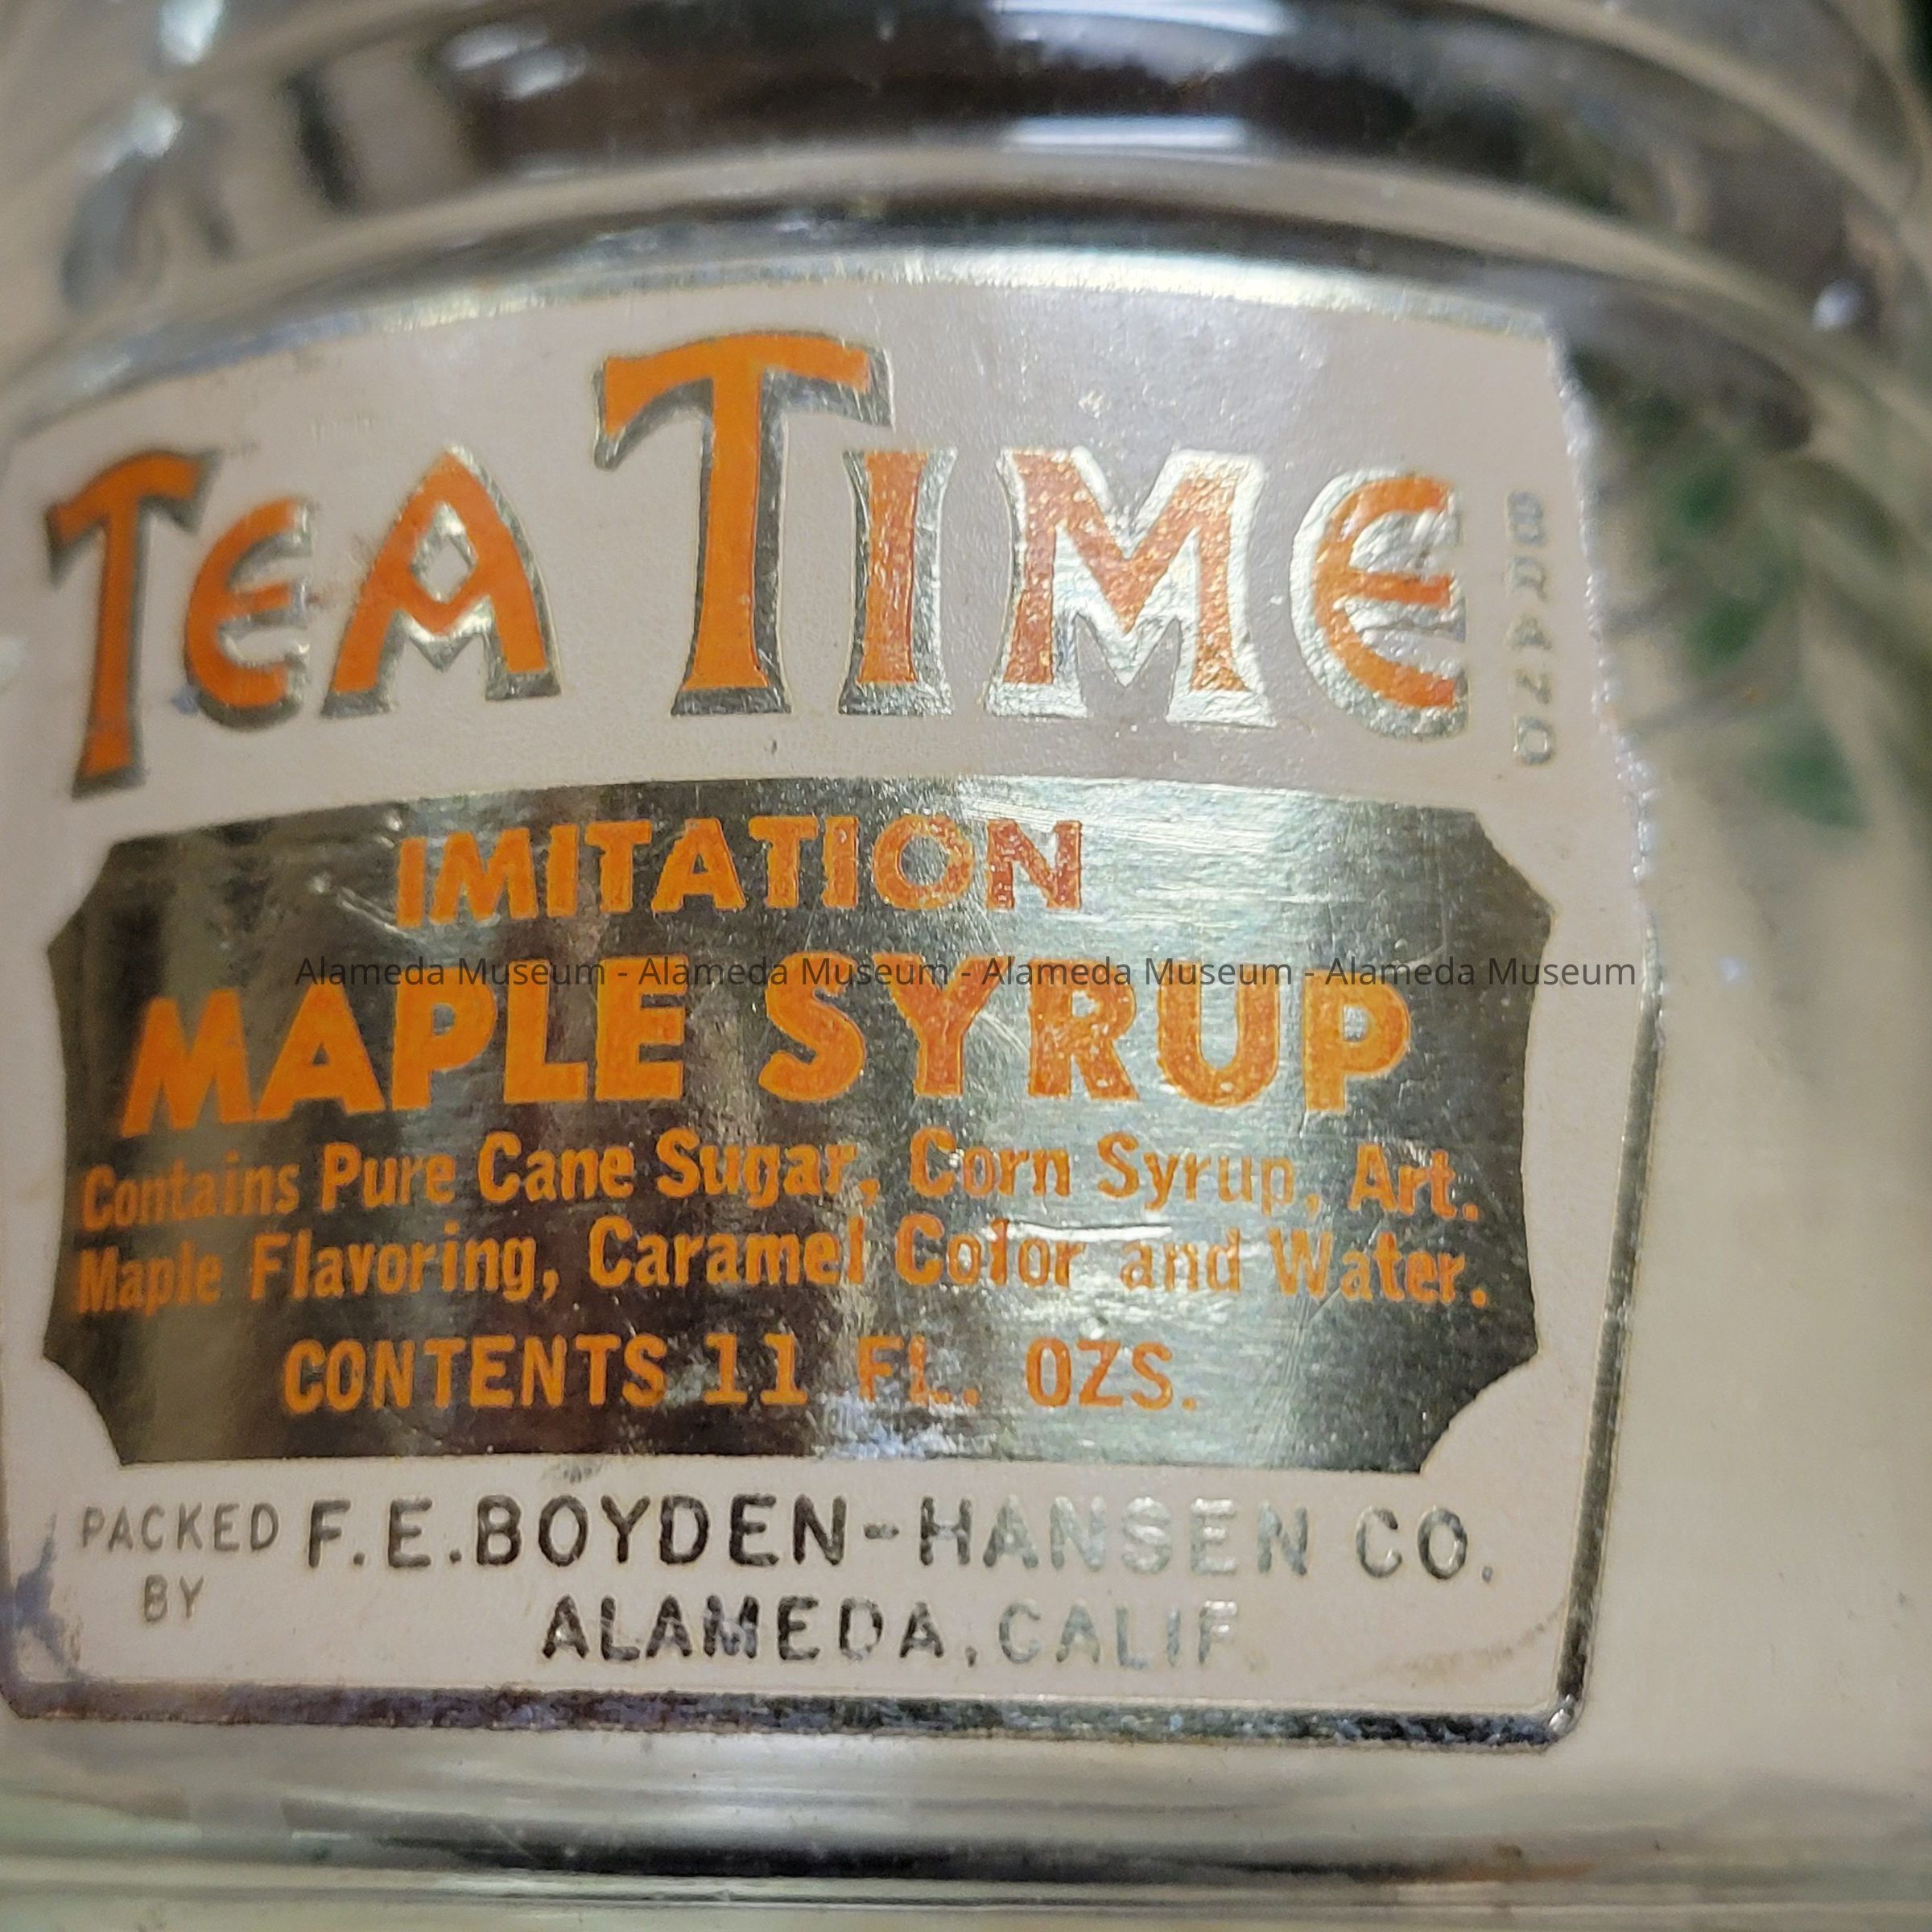 TEA TIME
IMITATION
MAPLE SYRUP
Contains Pure Cane Sugar, Corn Syrup, Art.
Maple Flavoring, Caramel Color and Water.
CONTENTS 11 FL. OZS.
PACKED BY F.E.BOYDEN-HANSEN CO.
ALAMEDA, CALIF.
Alameda Museum - Alameda Museum - Alameda Museum - Alameda Museum